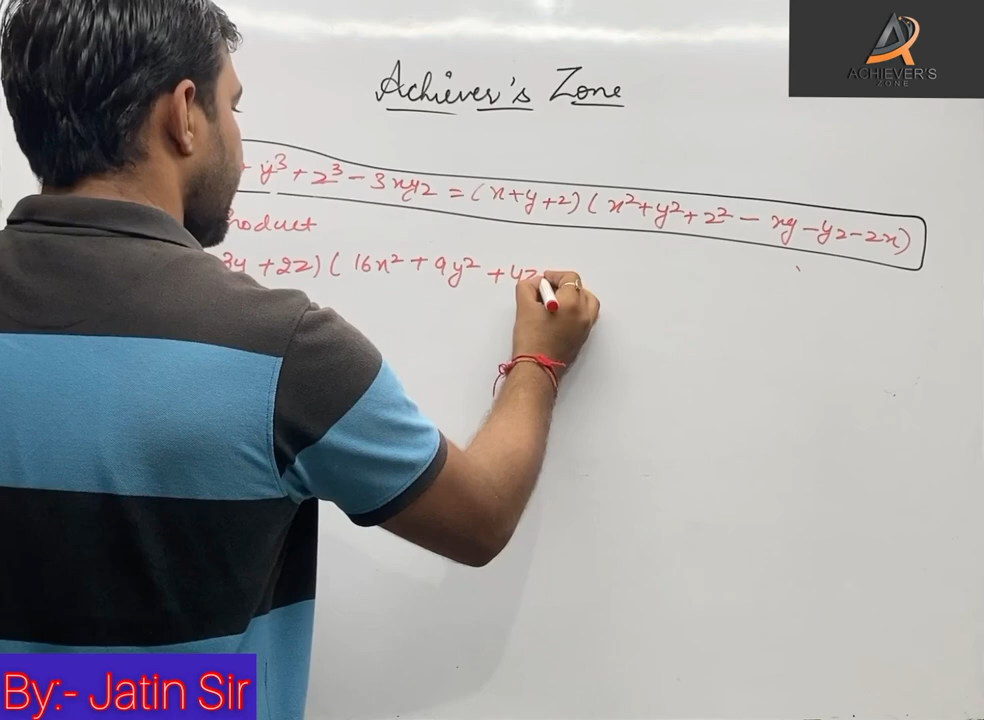 Achiever's Zone
ACHIEVER'S
ZONE
+ y³ + z³ - 3xyz = (x+y+z) (x²+y²+z² - xy - yz - zx)
roduct
3y + 2z) ( 16x² + 9y² + 4z
By:- Jatin Sir